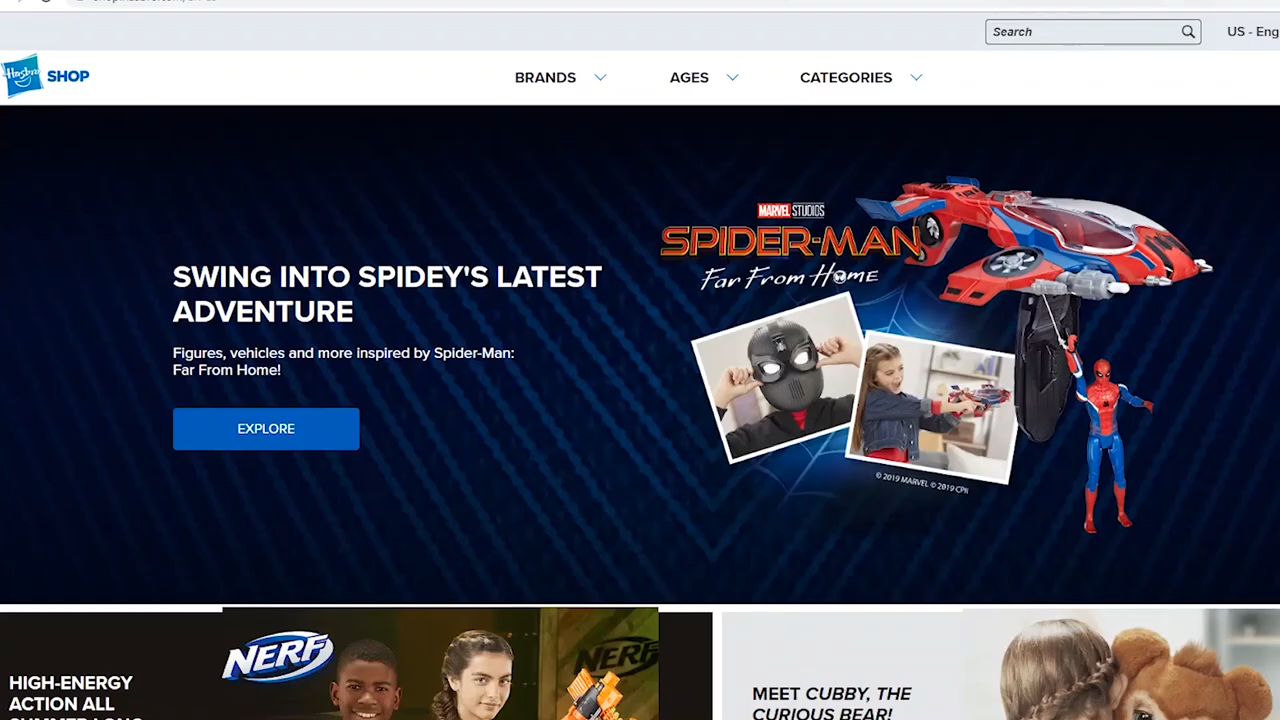 Search
US - Eng
Hasbro
SHOP
BRANDS
AGES
CATEGORIES
MARVEL STUDIOS
SPIDER-MAN
Far From Home
SWING INTO SPIDEY'S LATEST
ADVENTURE
Figures, vehicles and more inspired by Spider-Man:
Far From Home!
EXPLORE
© 2019 MARVEL © 2019 CPII
NERF
NERF
HIGH-ENERGY
ACTION ALL
SUMMER LONG
MEET CUBBY, THE
CURIOUS BEAR!